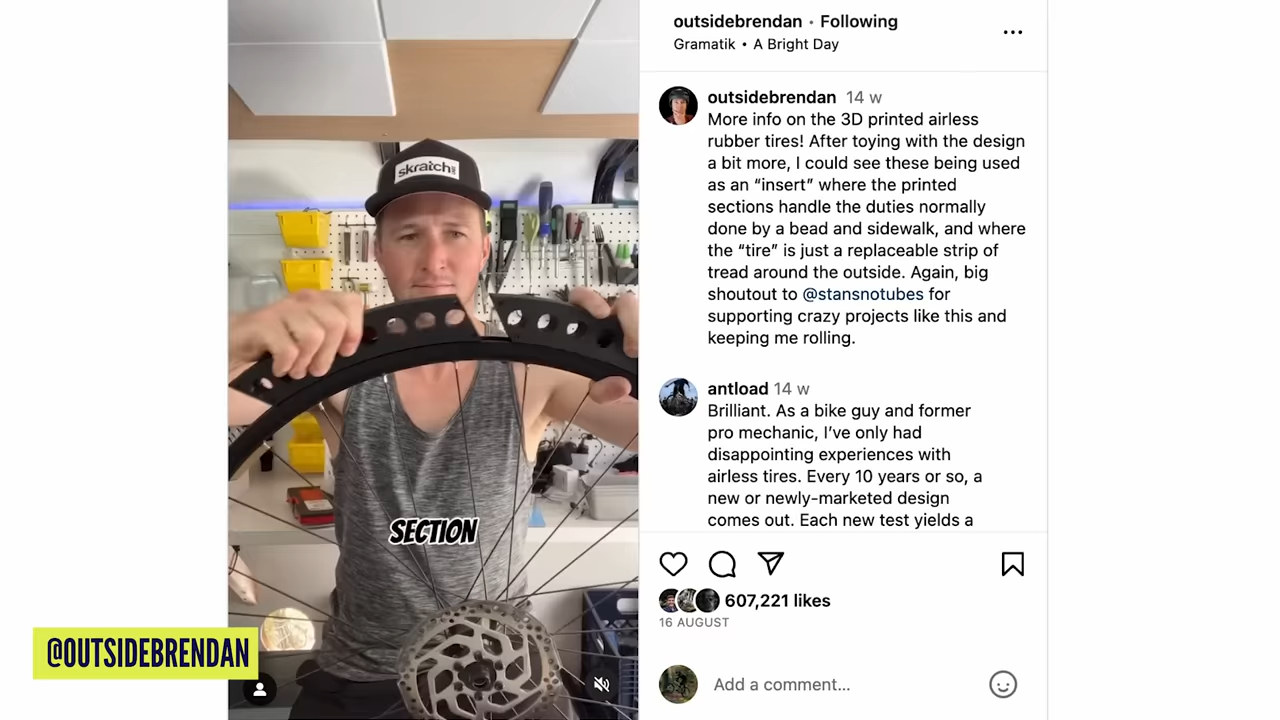 outsidebrendan • Following
Gramatik • A Bright Day
outsidebrendan 14 w
More info on the 3D printed airless
rubber tires! After toying with the design
a bit more, I could see these being used
as an “insert” where the printed
sections handle the duties normally
done by a bead and sidewalk, and where
the “tire” is just a replaceable strip of
tread around the outside. Again, big
shoutout to @stansnotubes for
supporting crazy projects like this and
keeping me rolling.
antload 14 w
Brilliant. As a bike guy and former
pro mechanic, I’ve only had
disappointing experiences with
airless tires. Every 10 years or so, a
new or newly-marketed design
comes out. Each new test yields a
607,221 likes
16 AUGUST
Add a comment...
skratch
SECTION
@OUTSIDEBRENDAN